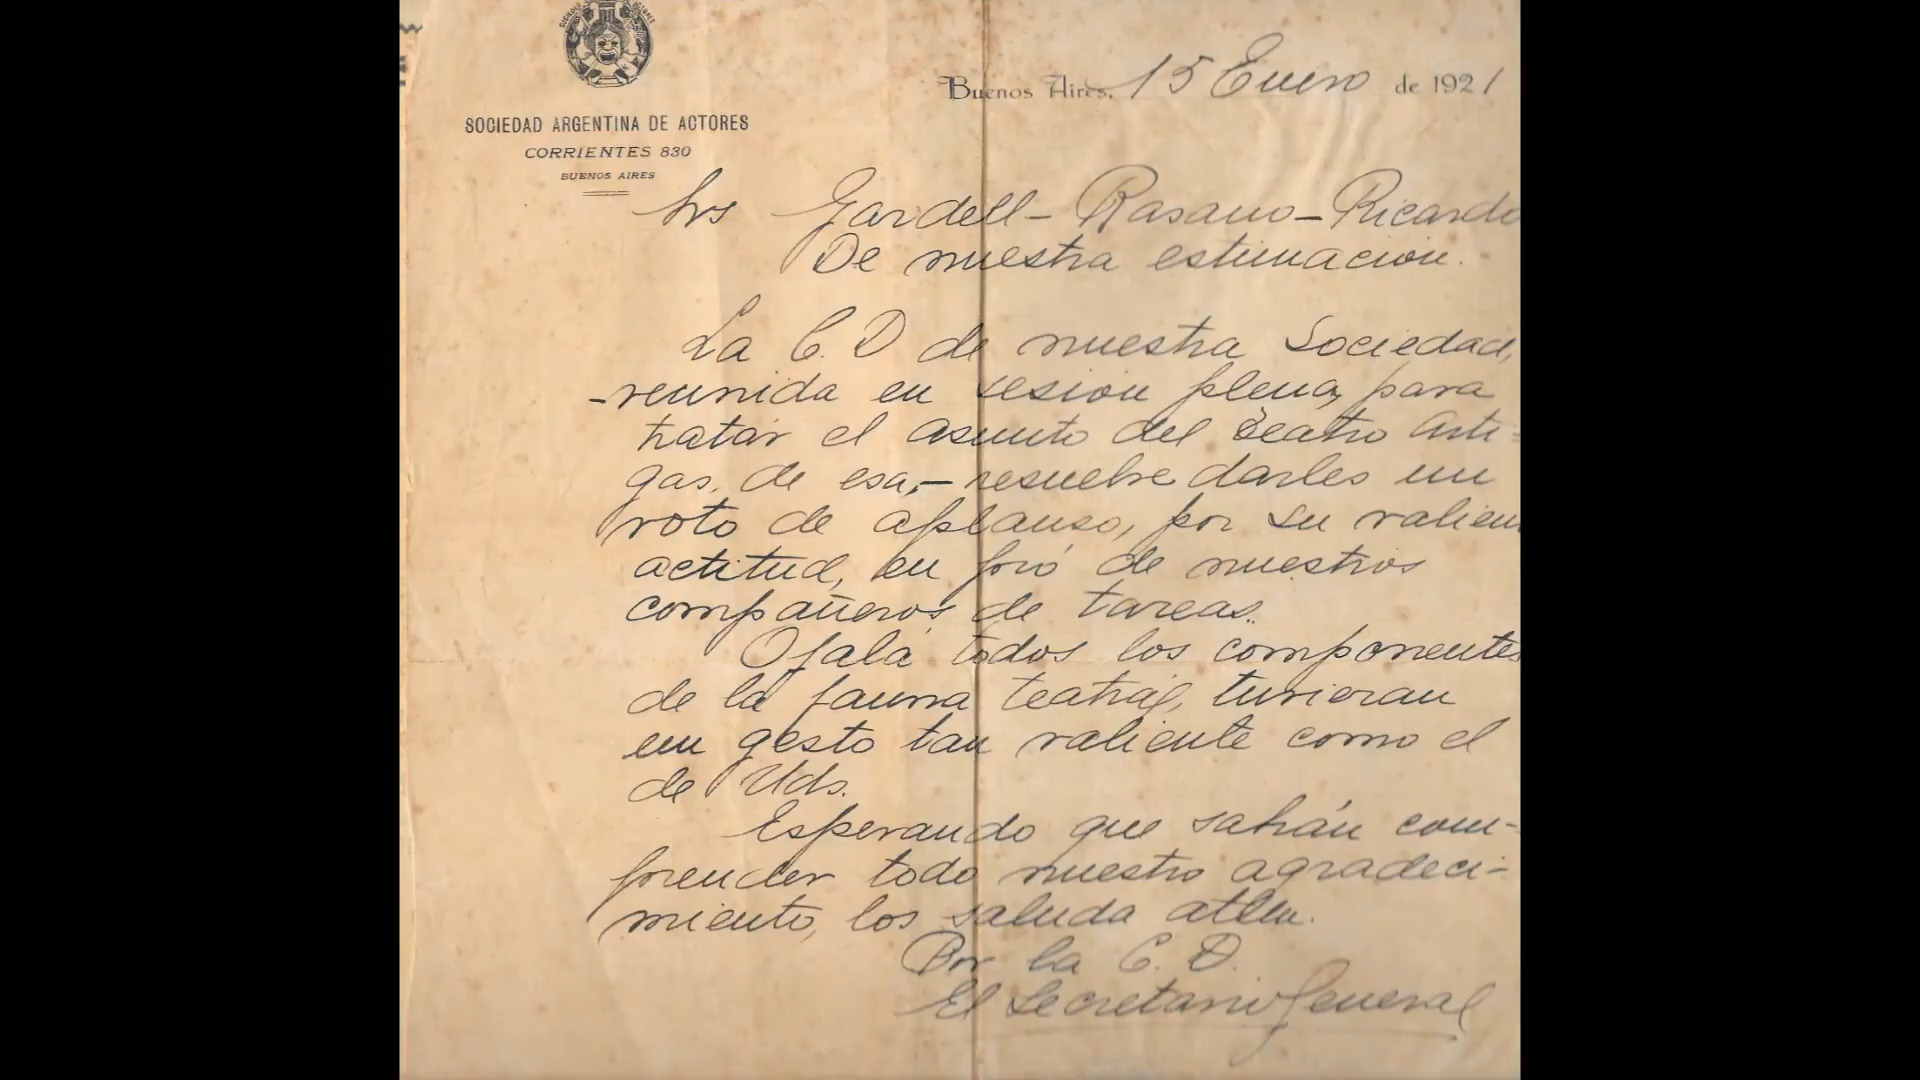 SOCIEDAD ARGENTINA DE ACTORES
CORRIENTES 830
BUENOS AIRES
Buenos Aires, 15 Enero de 1921
Srs Gardell - Rasano - Ricardo
De nuestra estimacion.
La C. D de nuestra Sociedad,
reunida en sesion plena, para
tratar el asunto del Teatro Arti=
gas, de esa, - resuelve darles un
voto de aplauso, por su valien
actitud, en pró de nuestros
compañeros de tareas.
Ojalá todos los componentes
de la fauna teatral, tuvieran
un gesto tan valiente como el
de Uds.
Esperando que sabrán com-
prender todo nuestro agradeci-
miento, los saluda atten.
Por la C. D.
El Secretario General